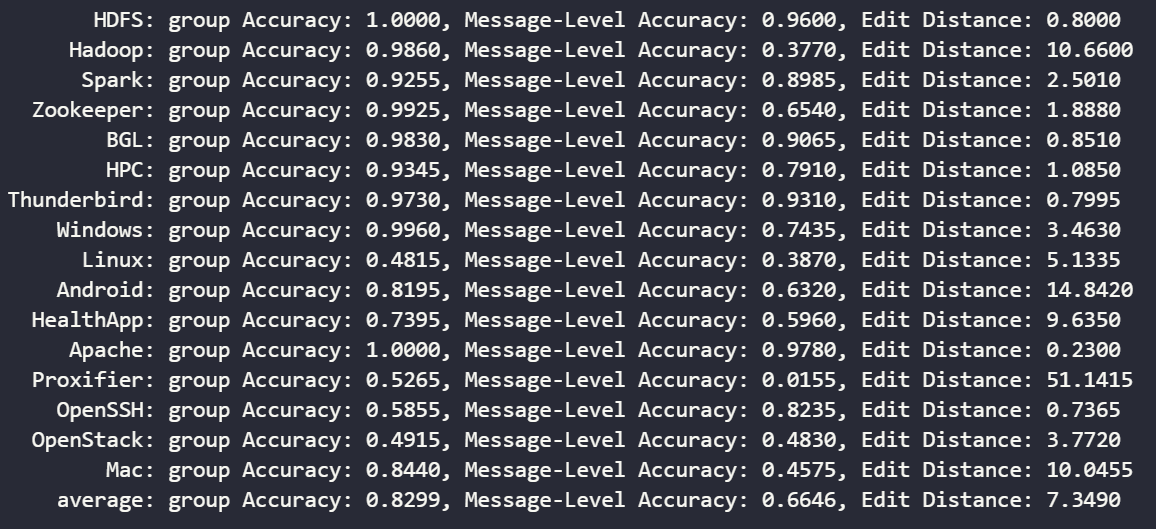 HDFS: group Accuracy: 1.0000, Message-Level Accuracy: 0.9600, Edit Distance: 0.8000
Hadoop: group Accuracy: 0.9860, Message-Level Accuracy: 0.3770, Edit Distance: 10.6600
Spark: group Accuracy: 0.9255, Message-Level Accuracy: 0.8985, Edit Distance: 2.5010
Zookeeper: group Accuracy: 0.9925, Message-Level Accuracy: 0.6540, Edit Distance: 1.8880
BGL: group Accuracy: 0.9830, Message-Level Accuracy: 0.9065, Edit Distance: 0.8510
HPC: group Accuracy: 0.9345, Message-Level Accuracy: 0.7910, Edit Distance: 1.0850
Thunderbird: group Accuracy: 0.9730, Message-Level Accuracy: 0.9310, Edit Distance: 0.7995
Windows: group Accuracy: 0.9960, Message-Level Accuracy: 0.7435, Edit Distance: 3.4630
Linux: group Accuracy: 0.4815, Message-Level Accuracy: 0.3870, Edit Distance: 5.1335
Android: group Accuracy: 0.8195, Message-Level Accuracy: 0.6320, Edit Distance: 14.8420
HealthApp: group Accuracy: 0.7395, Message-Level Accuracy: 0.5960, Edit Distance: 9.6350
Apache: group Accuracy: 1.0000, Message-Level Accuracy: 0.9780, Edit Distance: 0.2300
Proxifier: group Accuracy: 0.5265, Message-Level Accuracy: 0.0155, Edit Distance: 51.1415
OpenSSH: group Accuracy: 0.5855, Message-Level Accuracy: 0.8235, Edit Distance: 0.7365
OpenStack: group Accuracy: 0.4915, Message-Level Accuracy: 0.4830, Edit Distance: 3.7720
Mac: group Accuracy: 0.8440, Message-Level Accuracy: 0.4575, Edit Distance: 10.0455
average: group Accuracy: 0.8299, Message-Level Accuracy: 0.6646, Edit Distance: 7.3490